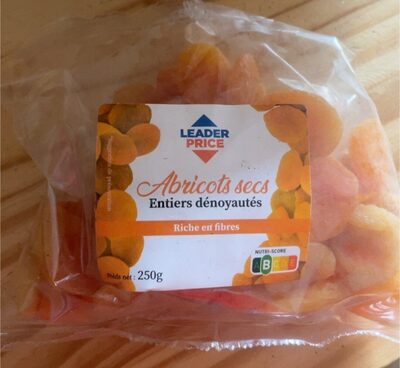 LEADER
PRICE
Abricots secs
Entiers dénoyautés
Riche en fibres
NUTRI-SCORE
A B C D E
Poids net : 250g